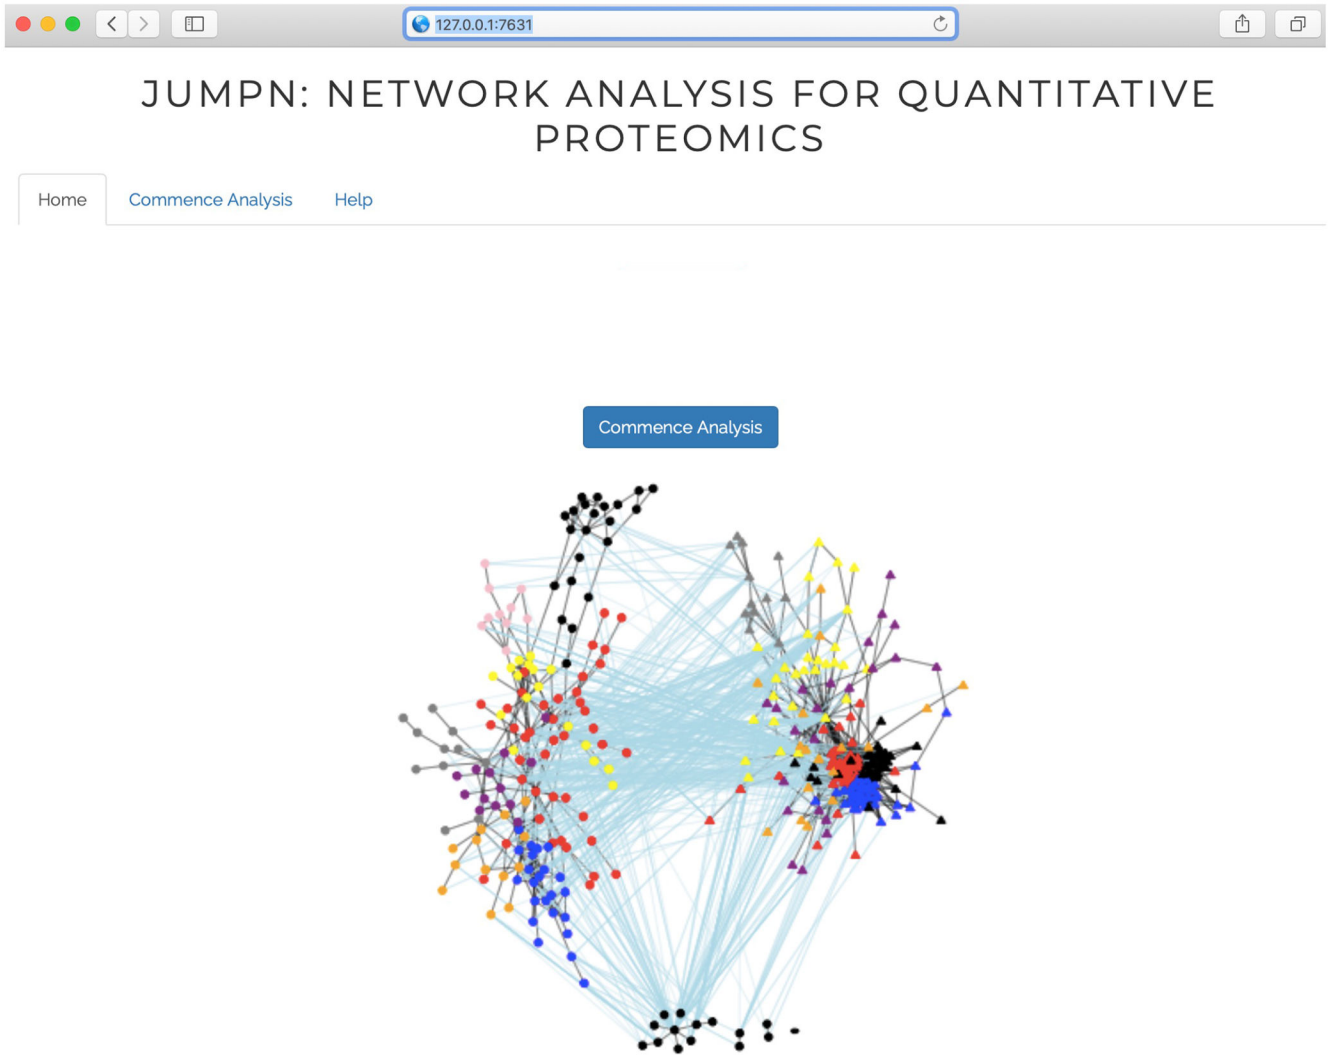 127.0.0.1:7631
JUMPN: NETWORK ANALYSIS FOR QUANTITATIVE
PROTEOMICS
Home
Commence Analysis
Help
Commence Analysis